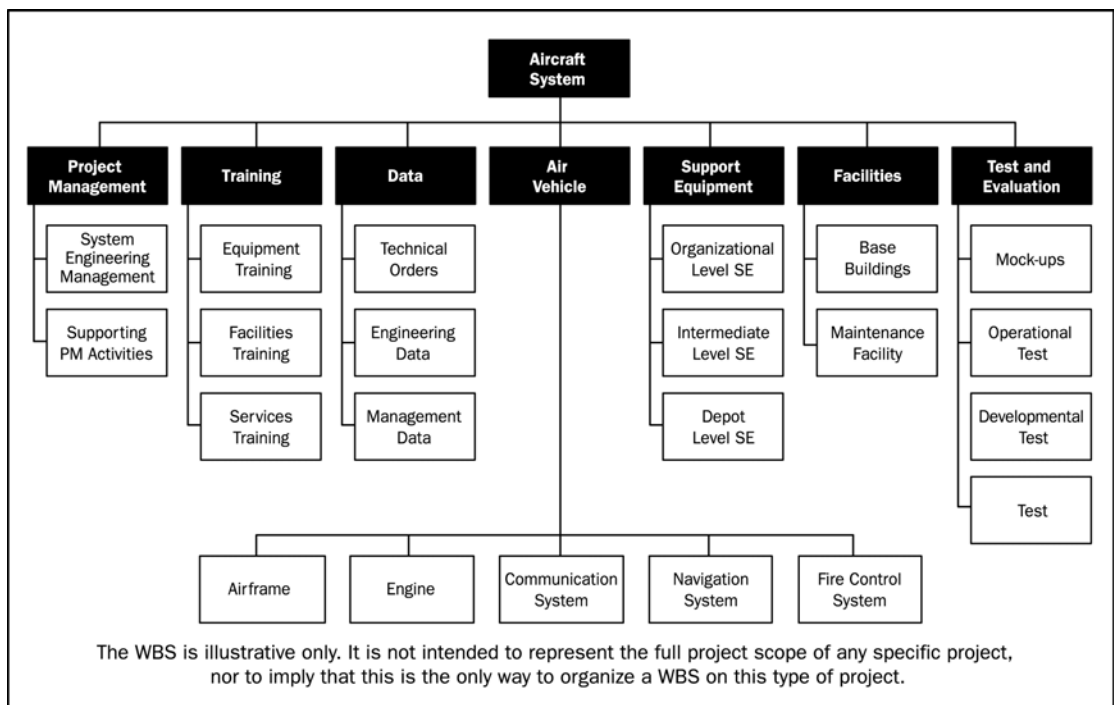 Aircraft
System
Project
Management
Training
Data
Air
Vehicle
Support
Equipment
Facilities
Test and
Evaluation
System
Engineering
Management
Supporting
PM Activities
Equipment
Training
Facilities
Training
Services
Training
Technical
Orders
Engineering
Data
Management
Data
Organizational
Level SE
Intermediate
Level SE
Depot
Level SE
Base
Buildings
Maintenance
Facility
Mock-ups
Operational
Test
Developmental
Test
Test
Airframe
Engine
Communication
System
Navigation
System
Fire Control
System
The WBS is illustrative only. It is not intended to represent the full project scope of any specific project,
nor to imply that this is the only way to organize a WBS on this type of project.